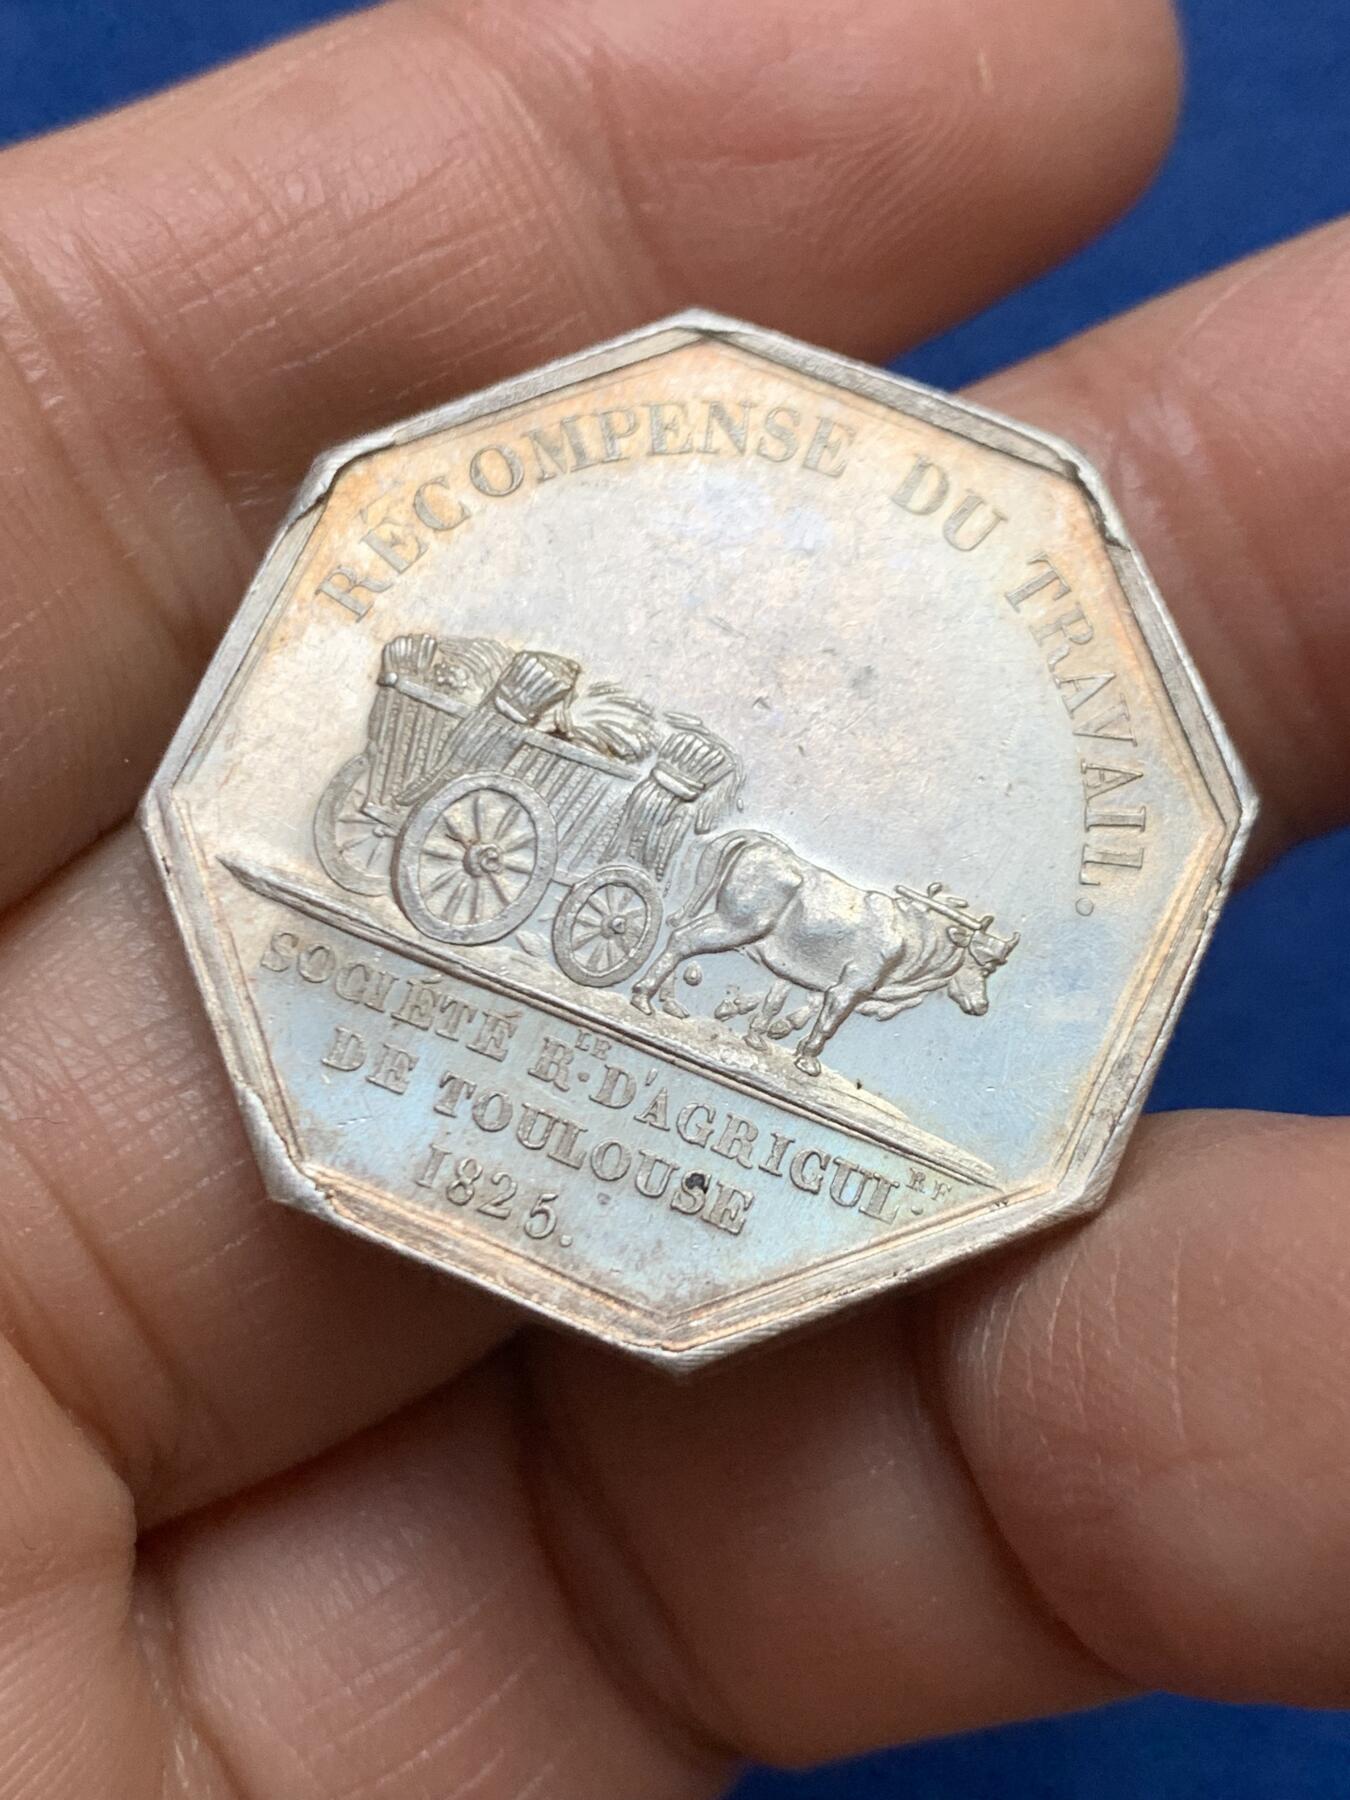 RÉCOMPENSE DU TRAVAIL.
SOCIÉTÉ R.LE D'AGRICUL.RE
DE TOULOUSE
1825.